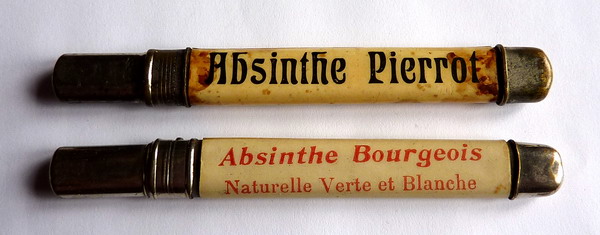 Absinthe Pierrot
Absinthe Bourgeois
Naturelle Verte et Blanche